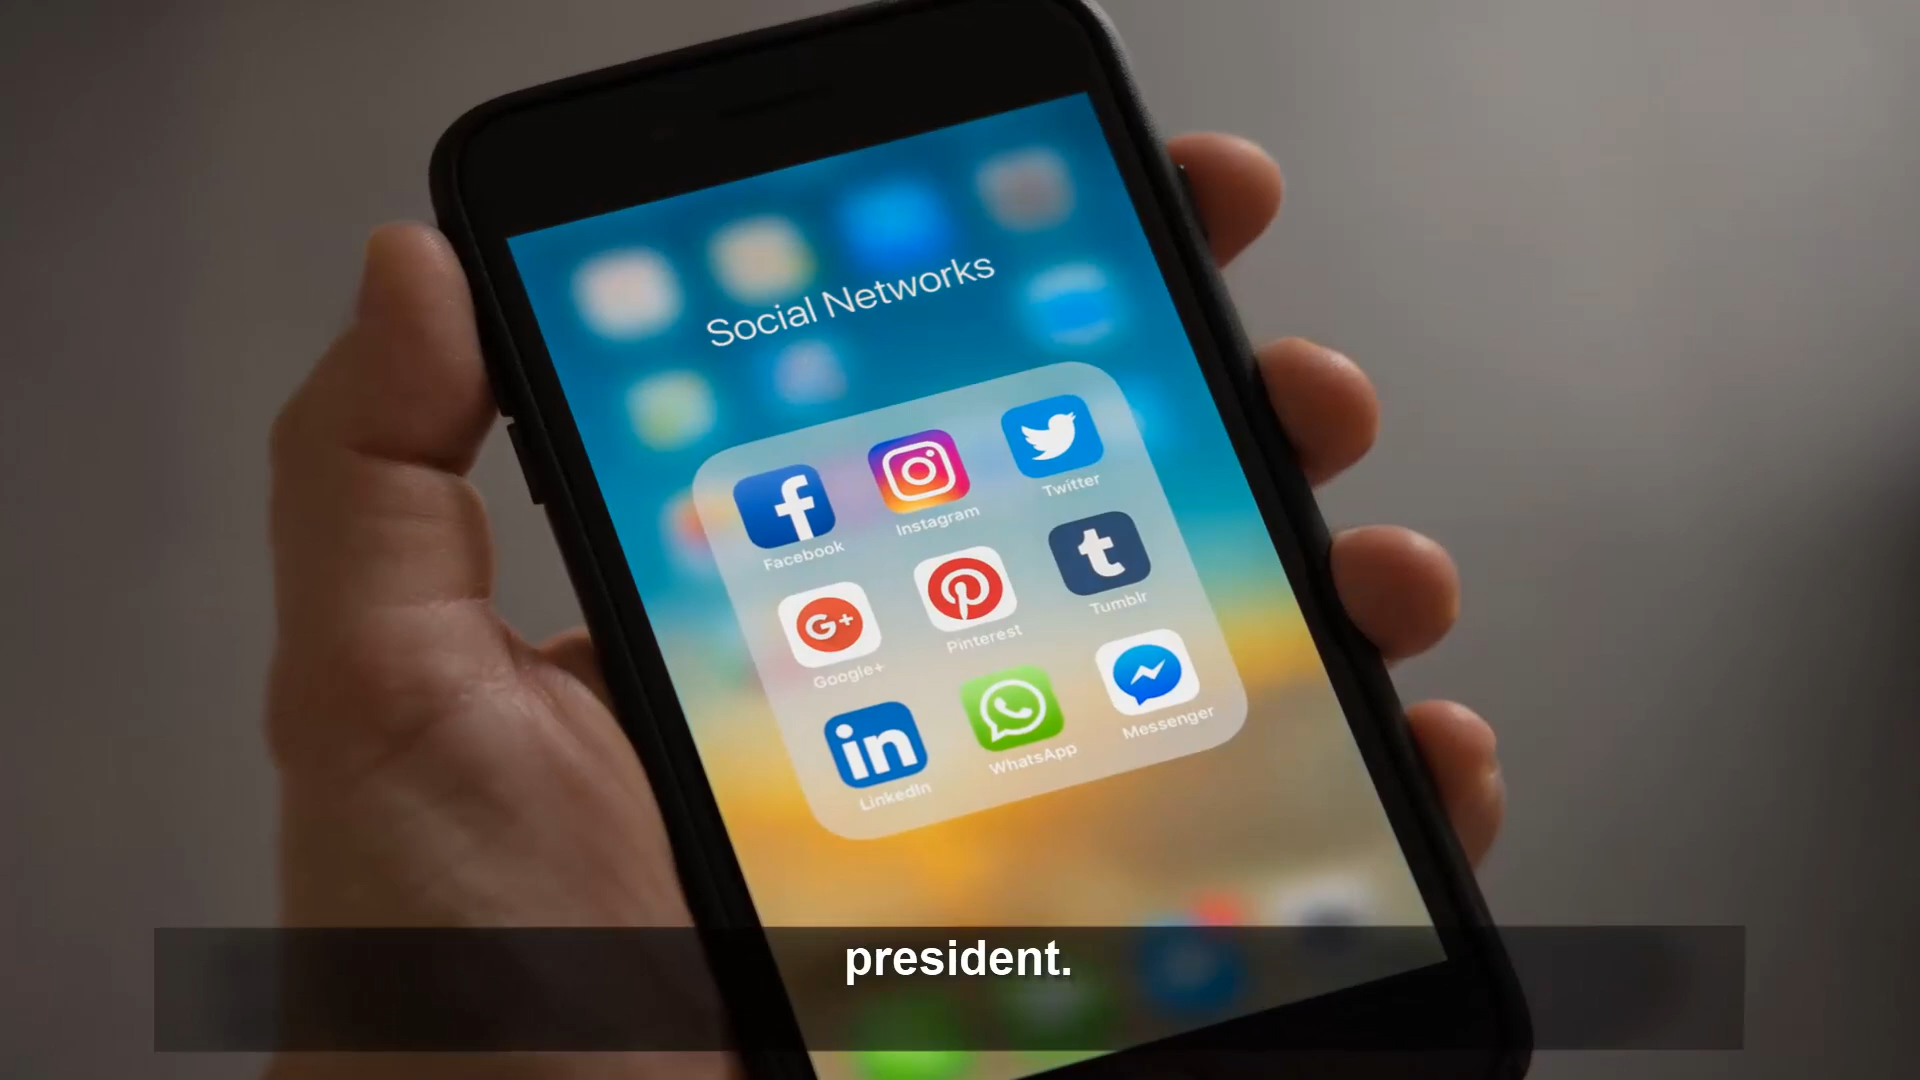 Social Networks
Facebook
Instagram
Twitter
Google+
Pinterest
Tumblr
LinkedIn
WhatsApp
Messenger
president.